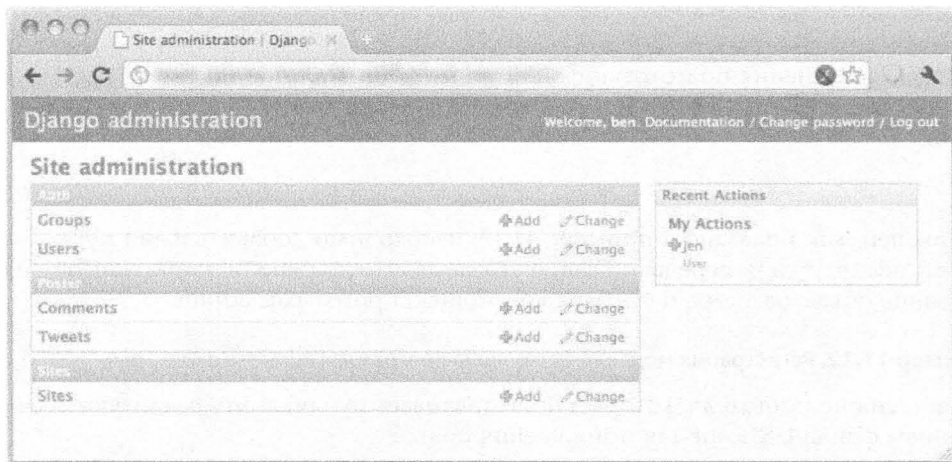 Site administration | Django
Django administration
Welcome, ben. Documentation / Change password / Log out
Site administration
Auth
Groups Add Change
Users Add Change
Poster
Comments Add Change
Tweets Add Change
Sites
Sites Add Change
Recent Actions
My Actions
jen
User